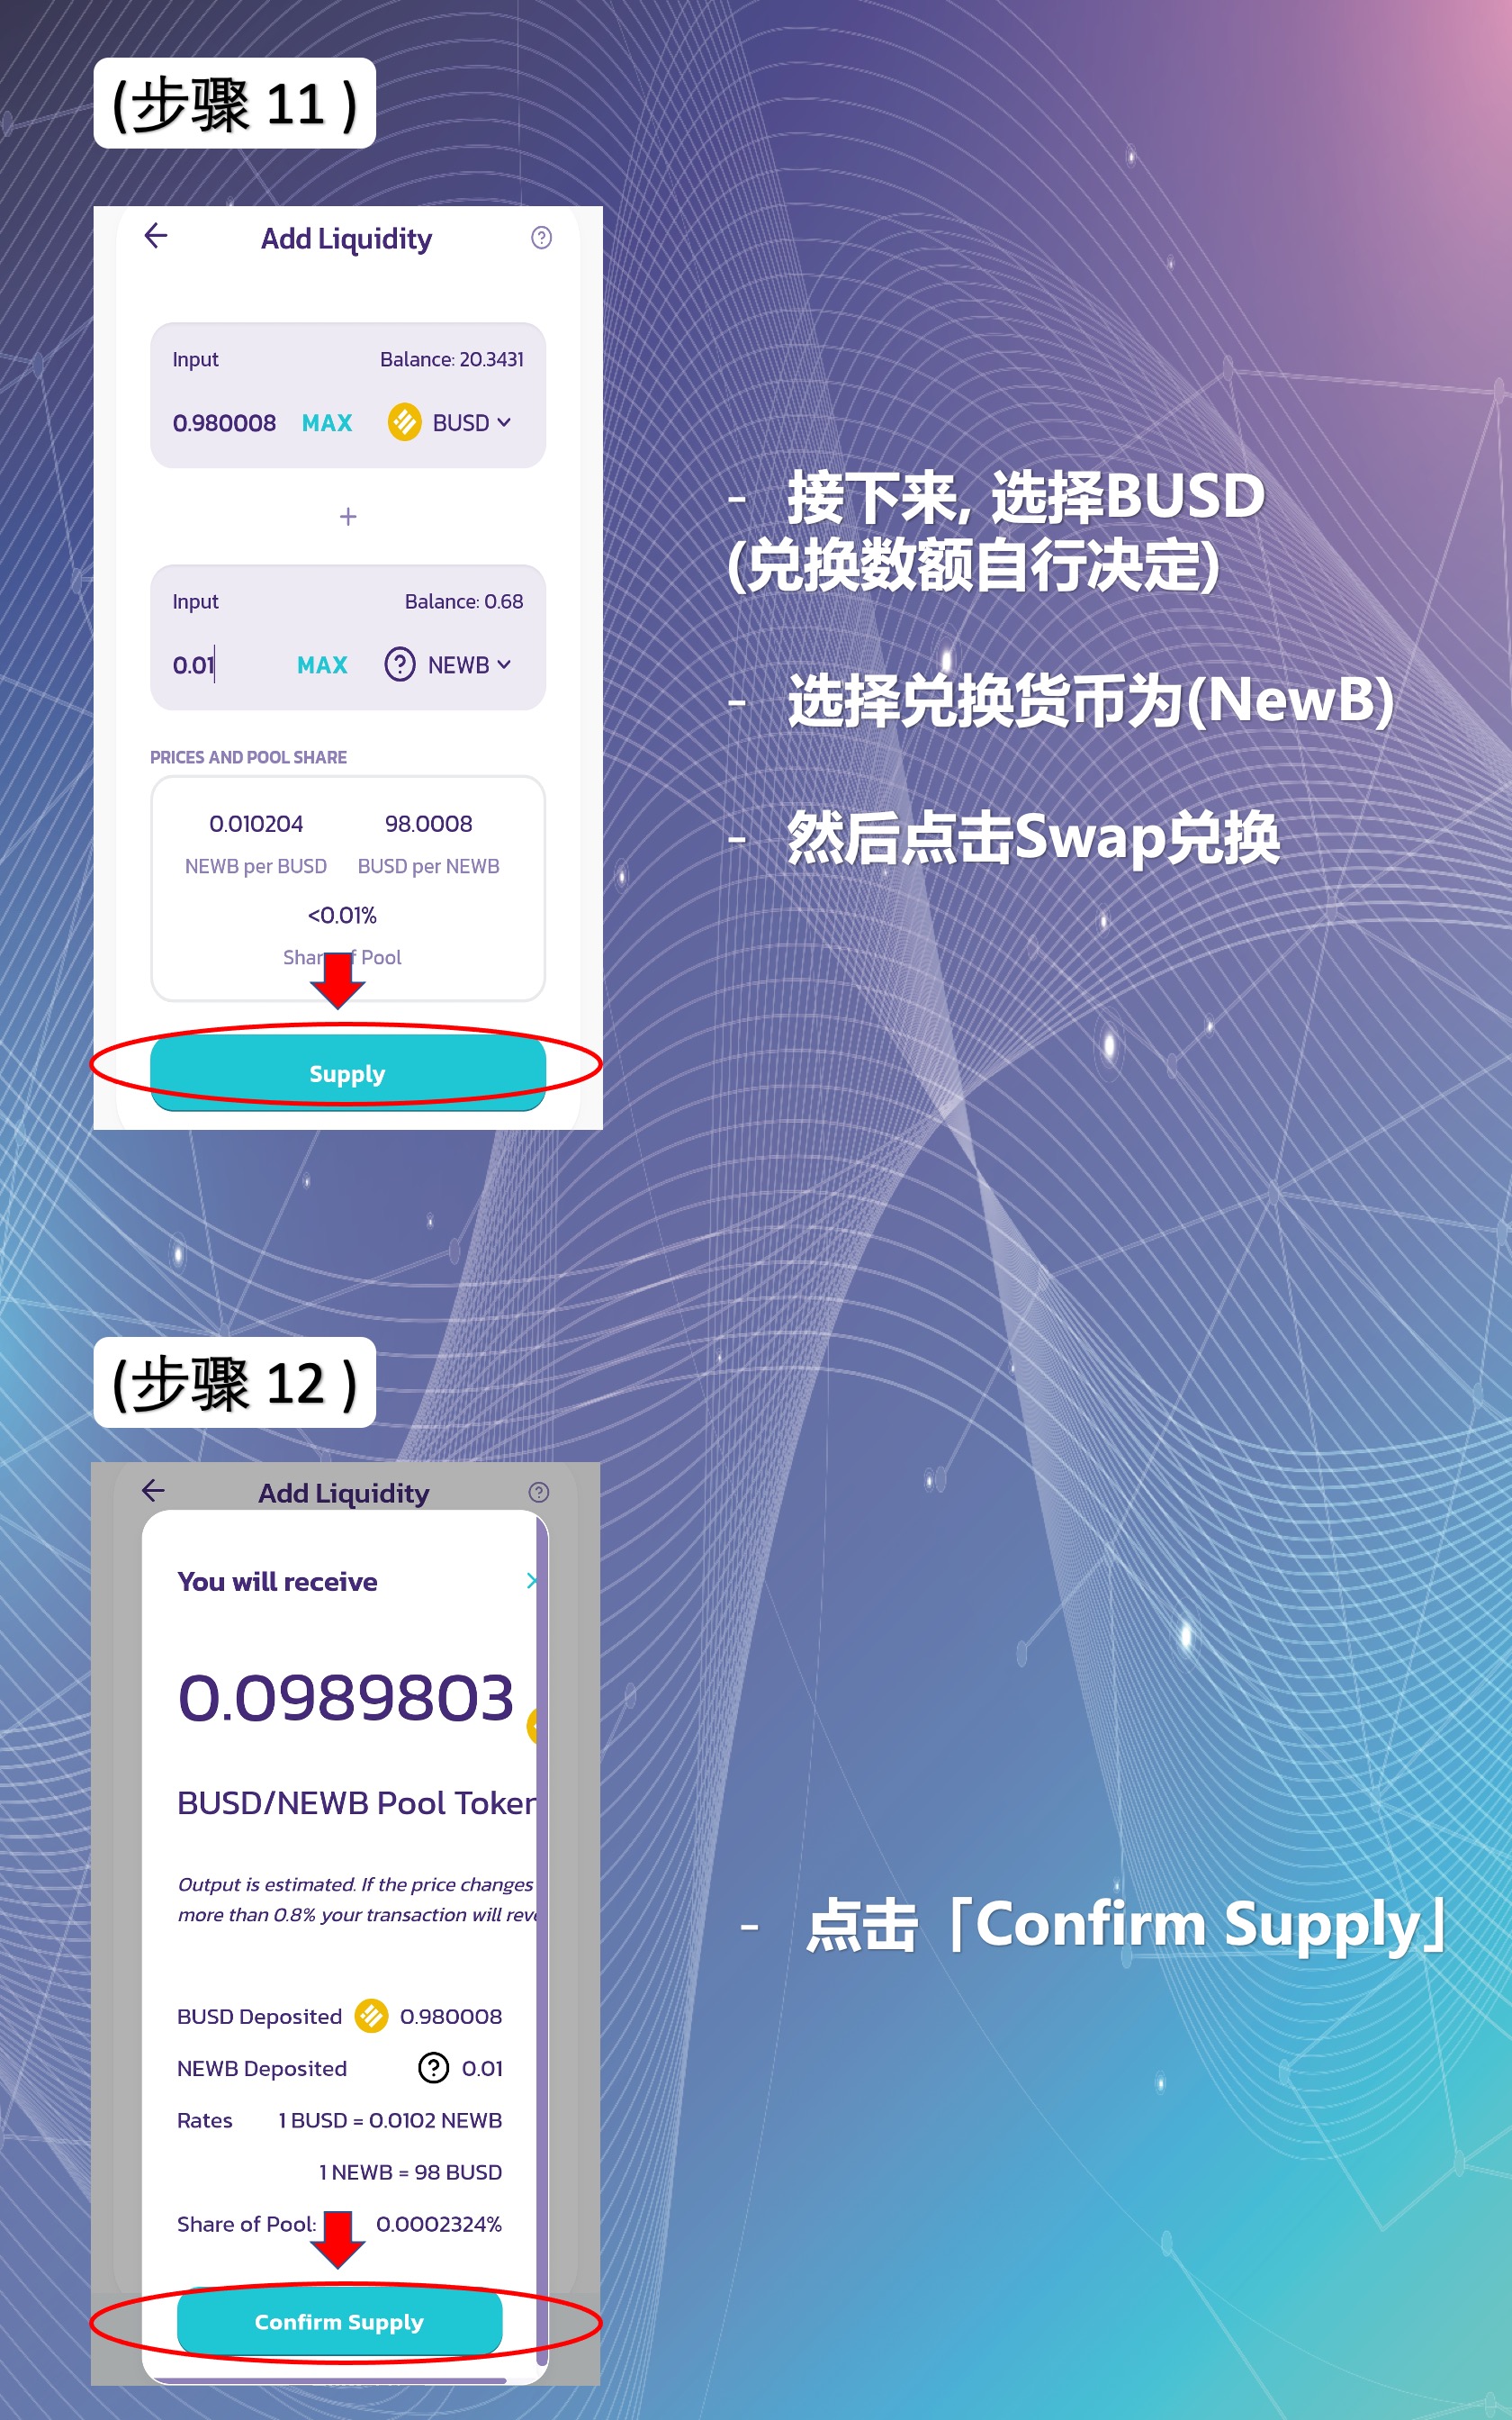 (步骤 11 )
Add Liquidity
Input Balance: 20.3431
0.980008 MAX BUSD
+
Input Balance: 0.68
0.01 MAX NEWB
PRICES AND POOL SHARE
0.010204 98.0008
NEWB per BUSD BUSD per NEWB
<0.01%
Share of Pool
Supply
- 接下来, 选择BUSD
(兑换数额自行决定)
- 选择兑换货币为(NewB)
- 然后点击Swap兑换
(步骤 12 )
Add Liquidity
You will receive
0.0989803
BUSD/NEWB Pool Token
Output is estimated. If the price changes
more than 0.8% your transaction will reve
BUSD Deposited 0.980008
NEWB Deposited 0.01
Rates 1 BUSD = 0.0102 NEWB
1 NEWB = 98 BUSD
Share of Pool: 0.0002324%
Confirm Supply
- 点击「Confirm Supply」